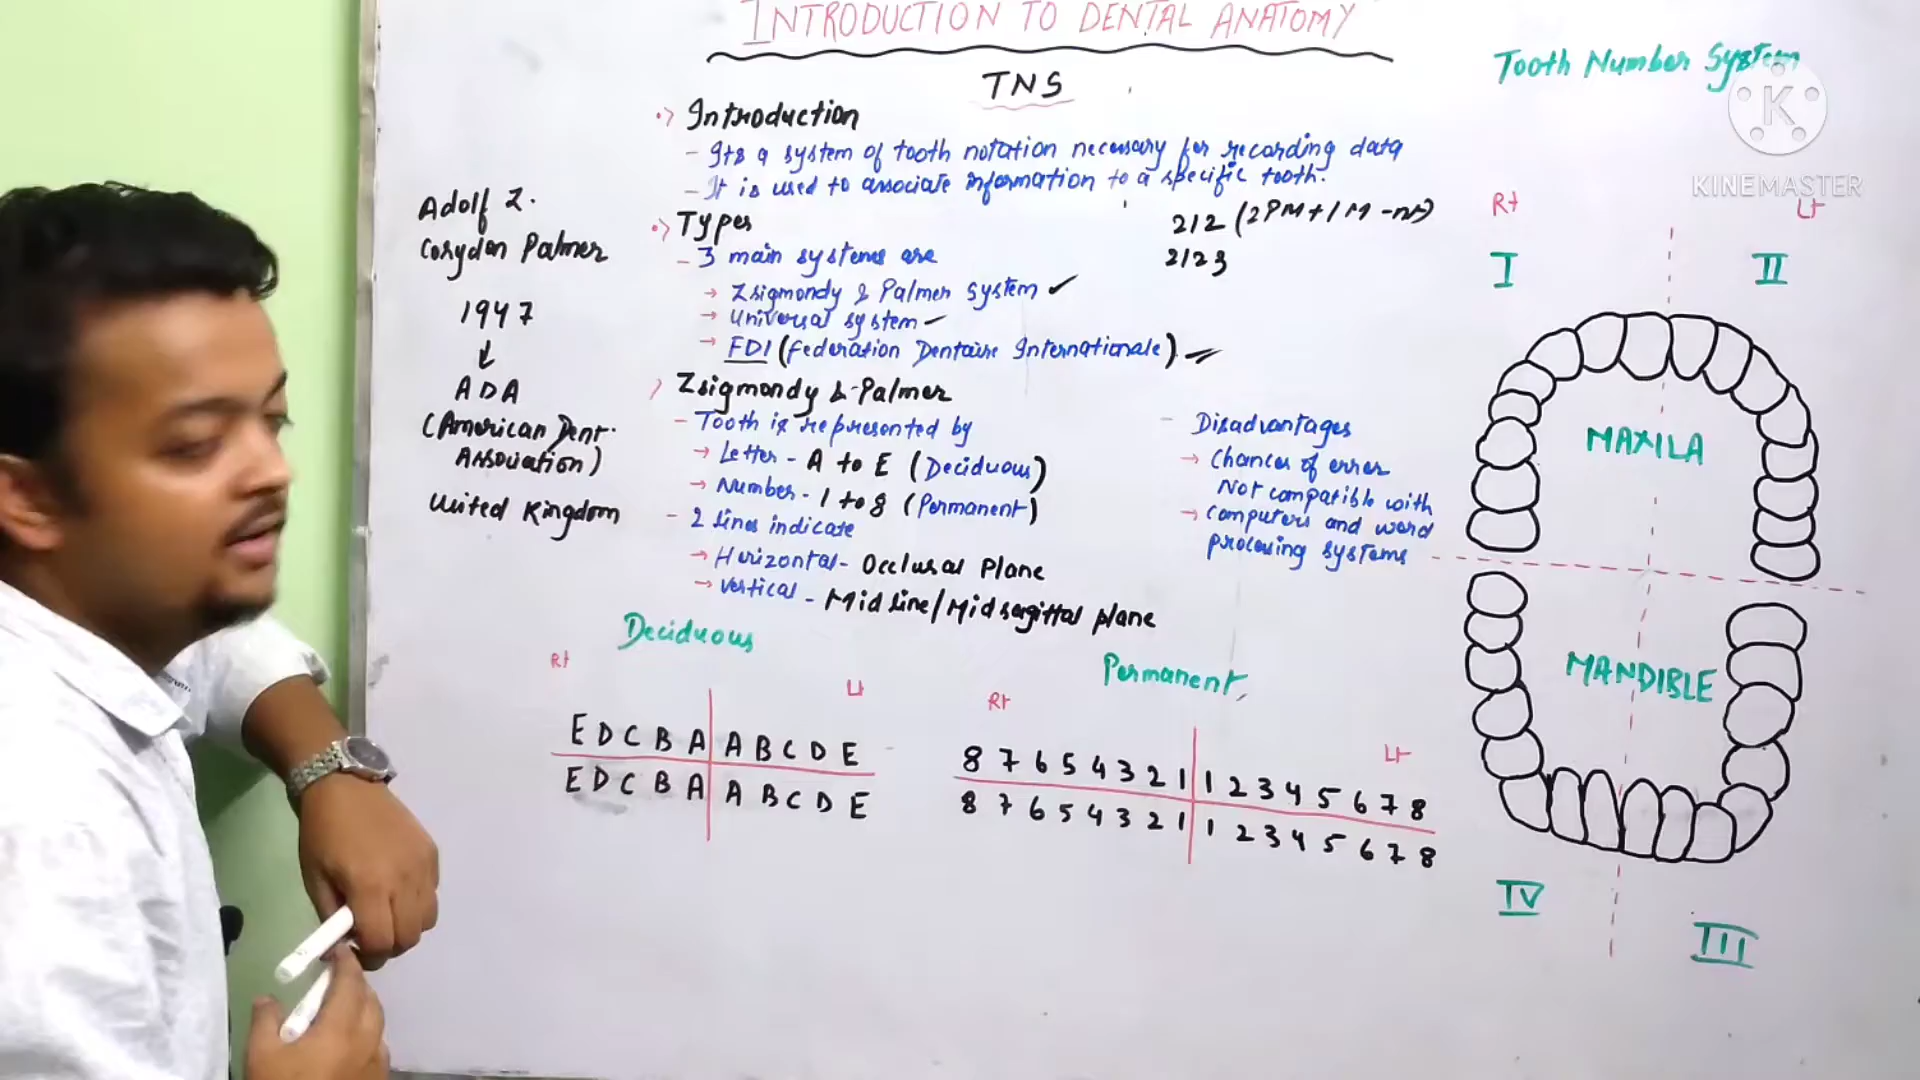 INTRODUCTION TO DENTAL ANATOMY
Tooth Number System
TNS
Introduction
- Its a system of tooth notation necessary for recording data
- It is used to associate information to a specific tooth.
KINEMASTER
Adolf Z.
Corydon Palmer
1947
↓
ADA
(American Dent.
Association)
United Kingdom
Types
- 3 main systems are
→ Zsigmondy & Palmer System ✓
→ Universal system
→ FDI (Federation Dentaire Internationale)
212 (2PM+1M
2123
Zsigmondy & Palmer
- Tooth is represented by
→ Letter - A to E (Deciduous)
→ Number - 1 to 8 (Permanent)
- 2 lines indicate
→ Horizontal - Occlusal Plane
→ Vertical - Midline/Midsagittal plane
- Disadvantages
→ Chances of error
Not compatible with
→ computers and word
processing systems
Deciduous
Rt
Lt
E D C B A A B C D E
E D C B A A B C D E
Permanent
Rt
Lt
8 7 6 5 4 3 2 1 1 2 3 4 5 6 7 8
8 7 6 5 4 3 2 1 1 2 3 4 5 6 7 8
Rt
Lt
I
II
MAXILA
MANDIBLE
IV
III